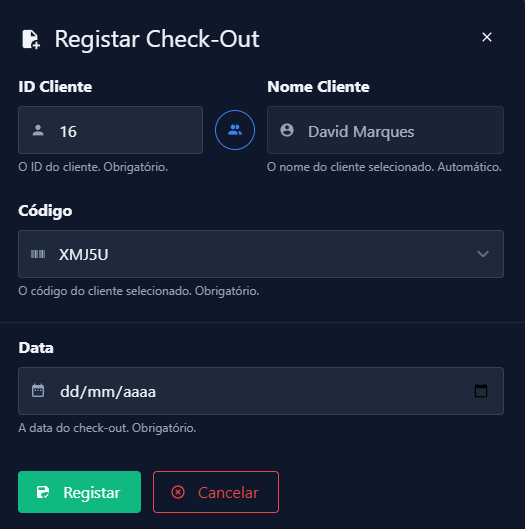 Registar Check-Out
ID Cliente
Nome Cliente
16
David Marques
O ID do cliente. Obrigatório.
O nome do cliente selecionado. Automático.
Código
XMJ5U
O código do cliente selecionado. Obrigatório.
Data
dd/mm/aaaa
A data do check-out. Obrigatório.
Registar
Cancelar